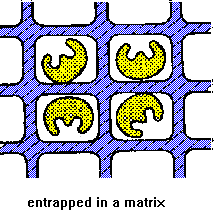 entrapped in a matrix